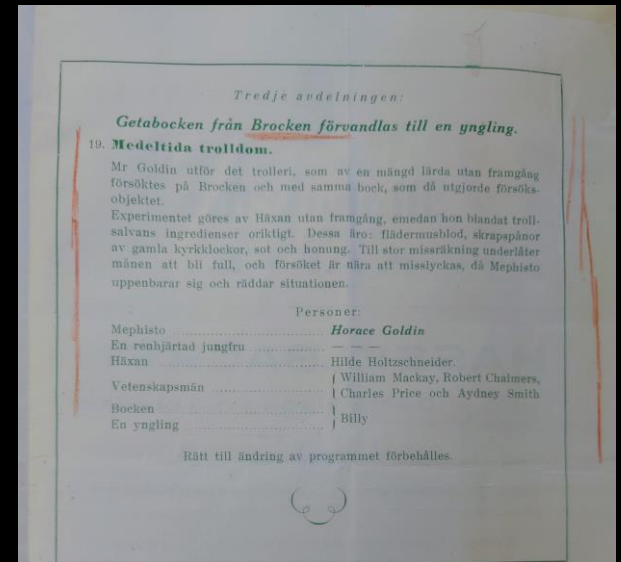 Tredje avdelningen:
Getabocken från Brocken förvandlas till en yngling.
19. Medeltida trolldom.
Mr Goldin utför det trolleri, som av en mängd lärda utan framgång
försöktes på Brocken och med samma bock, som då utgjorde försöks-
objektet.
Experimentet göres av Häxan utan framgång, emedan hon blandat troll-
salvans ingredienser oriktigt. Dessa äro: flädermusblod, skrapspånor
av gamla kyrkklockor, sot och honung. Till stor missräkning underlåter
månen att bli full, och försöket är nära att misslyckas, då Mephisto
uppenbarar sig och räddar situationen.
Personer:
Mephisto ........................ Horace Goldin
En renhjärtad jungfru ........................ — — —
Häxan ........................ Hilde Holtzschneider.
Vetenskapsmän ........................ { William Mackay, Robert Chalmers,
Charles Price och Aydney Smith
Bocken ........................
En yngling ........................ } Billy
Rätt till ändring av programmet förbehålles.